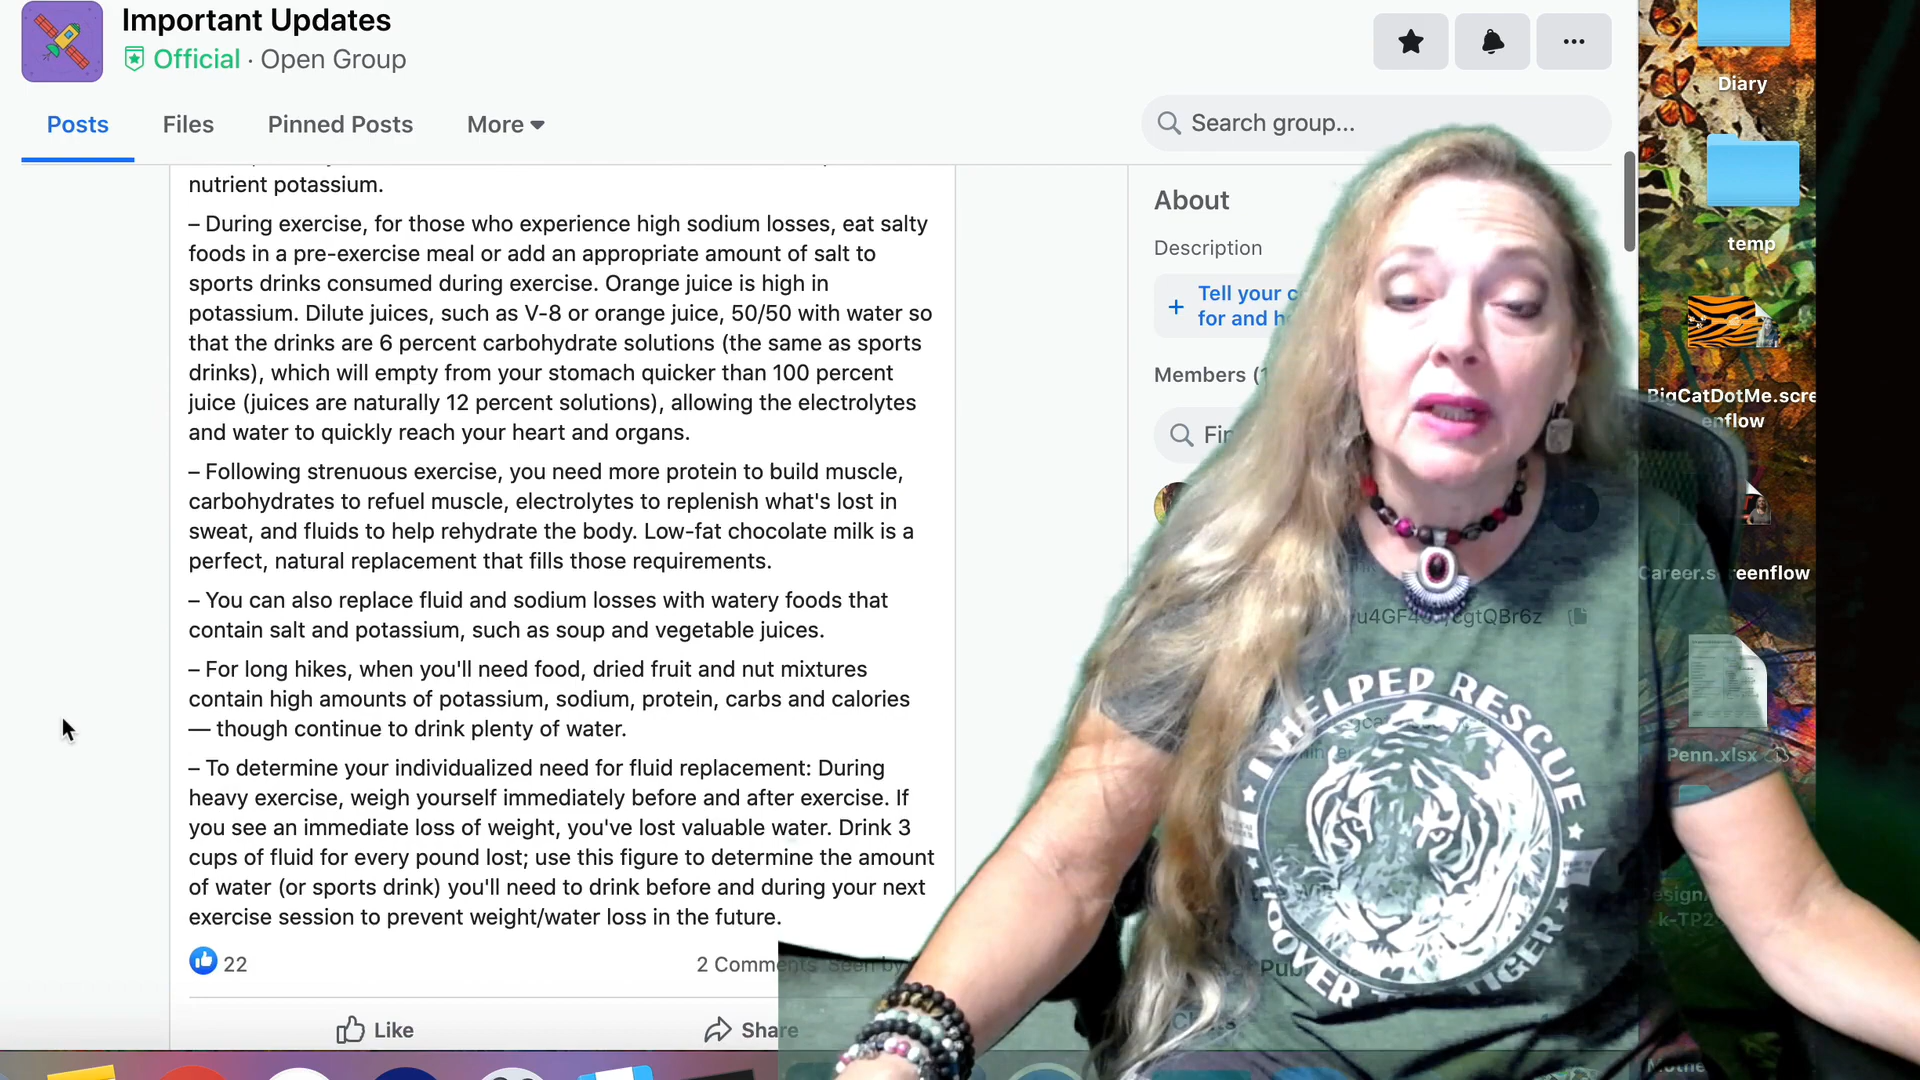 Important Updates
Official · Open Group
Posts
Files
Pinned Posts
More
Search group...
nutrient potassium.
– During exercise, for those who experience high sodium losses, eat salty
foods in a pre-exercise meal or add an appropriate amount of salt to
sports drinks consumed during exercise. Orange juice is high in
potassium. Dilute juices, such as V-8 or orange juice, 50/50 with water so
that the drinks are 6 percent carbohydrate solutions (the same as sports
drinks), which will empty from your stomach quicker than 100 percent
juice (juices are naturally 12 percent solutions), allowing the electrolytes
and water to quickly reach your heart and organs.
– Following strenuous exercise, you need more protein to build muscle,
carbohydrates to refuel muscle, electrolytes to replenish what's lost in
sweat, and fluids to help rehydrate the body. Low-fat chocolate milk is a
perfect, natural replacement that fills those requirements.
– You can also replace fluid and sodium losses with watery foods that
contain salt and potassium, such as soup and vegetable juices.
– For long hikes, when you'll need food, dried fruit and nut mixtures
contain high amounts of potassium, sodium, protein, carbs and calories
— though continue to drink plenty of water.
– To determine your individualized need for fluid replacement: During
heavy exercise, weigh yourself immediately before and after exercise. If
you see an immediate loss of weight, you've lost valuable water. Drink 3
cups of fluid for every pound lost; use this figure to determine the amount
of water (or sports drink) you'll need to drink before and during your next
exercise session to prevent weight/water loss in the future.
22
2 Comments Seen by
Like
Share
About
Description
+ Tell your
for and
Members
I HELPED RESCUE
HOOVER THE TIGER
Diary
temp
BigCatDotMe.scre
enflow
Career.screenflow
Penn.xlsx
k-TP2
Chats